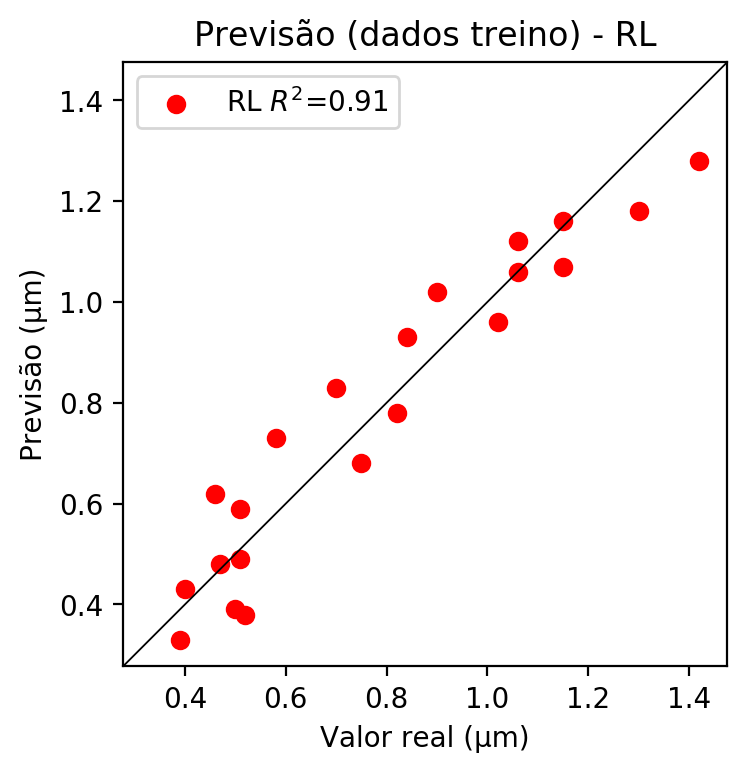 Previsão (dados treino) - RL
RL R²=0.91
1.4
1.2
1.0
0.8
0.6
0.4
Previsão (µm)
0.4 0.6 0.8 1.0 1.2 1.4
Valor real (µm)